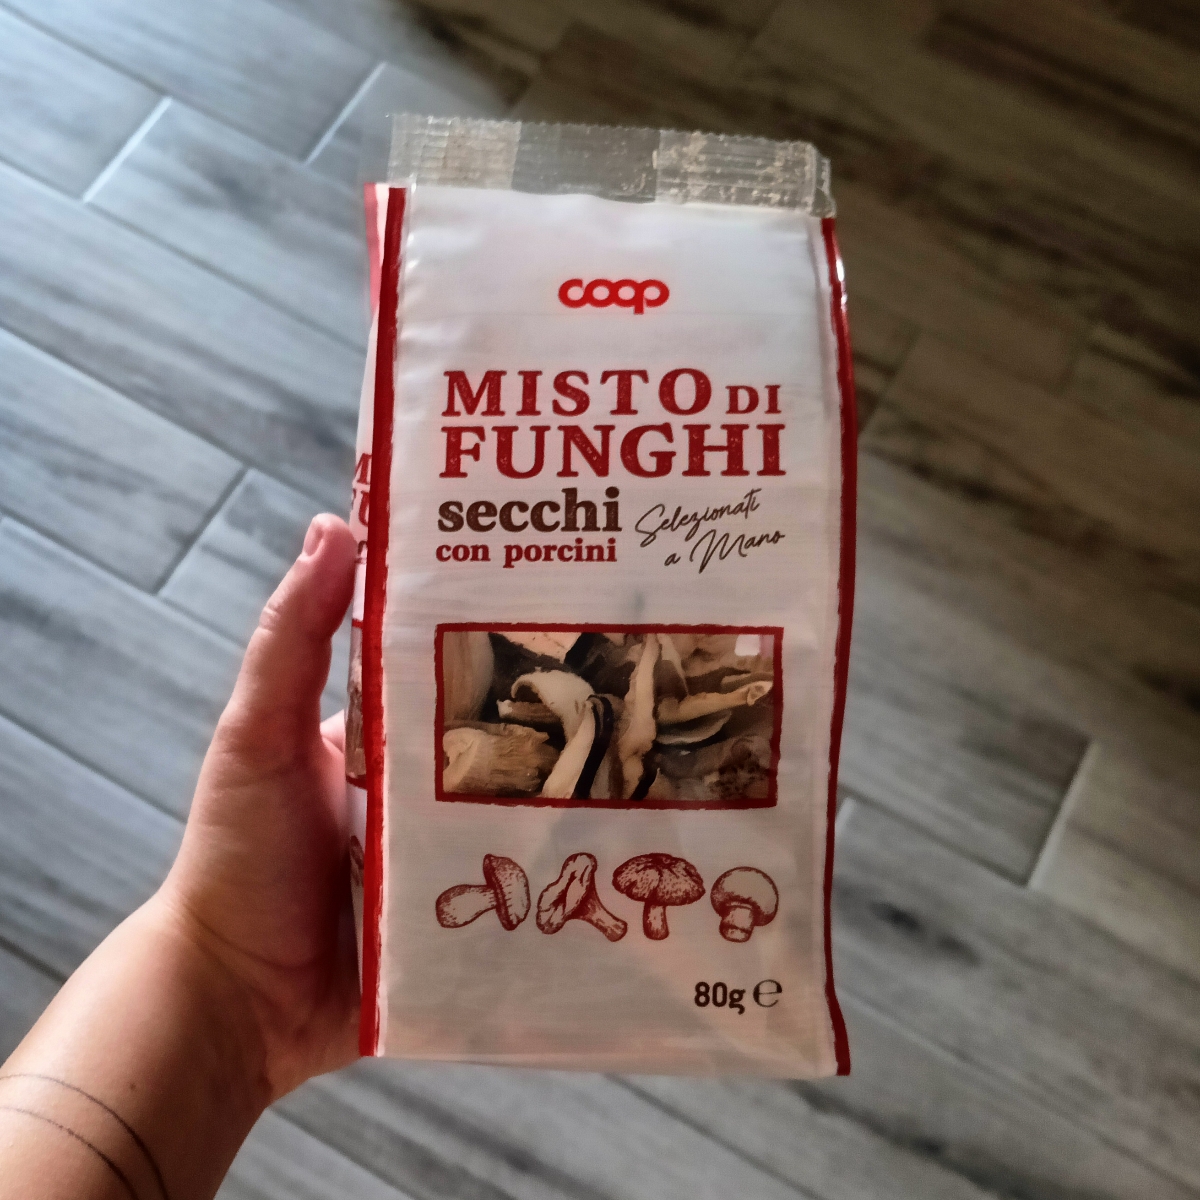 coop
MISTO DI
FUNGHI
secchi
con porcini
Selezionati
a Mano
80g ℮